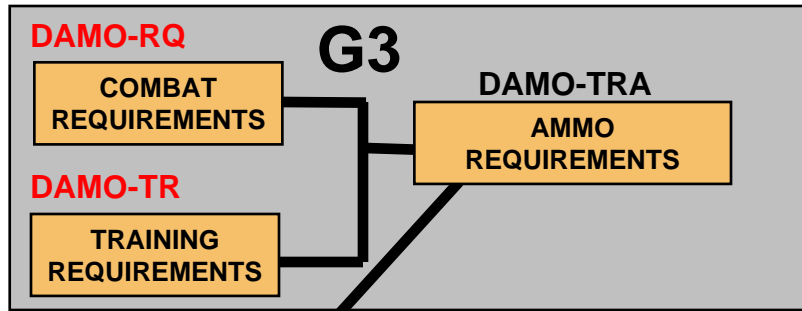 DAMO-RQ
G3
COMBAT
REQUIREMENTS
DAMO-TRA
AMMO
REQUIREMENTS
DAMO-TR
TRAINING
REQUIREMENTS